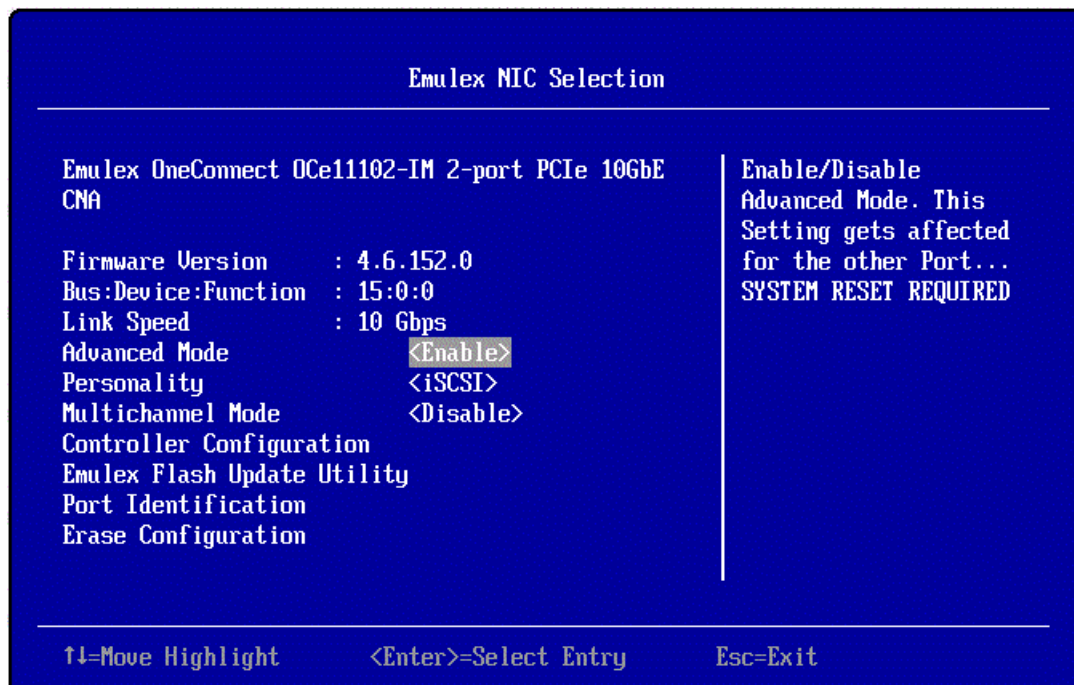 Emulex NIC Selection
Emulex OneConnect OCe11102-IM 2-port PCIe 10GbE
CNA
Firmware Version : 4.6.152.0
Bus:Device:Function : 15:0:0
Link Speed : 10 Gbps
Advanced Mode <Enable>
Personality <iSCSI>
Multichannel Mode <Disable>
Controller Configuration
Emulex Flash Update Utility
Port Identification
Erase Configuration
Enable/Disable
Advanced Mode. This
Setting gets affected
for the other Port...
SYSTEM RESET REQUIRED
↑↓=Move Highlight <Enter>=Select Entry Esc=Exit